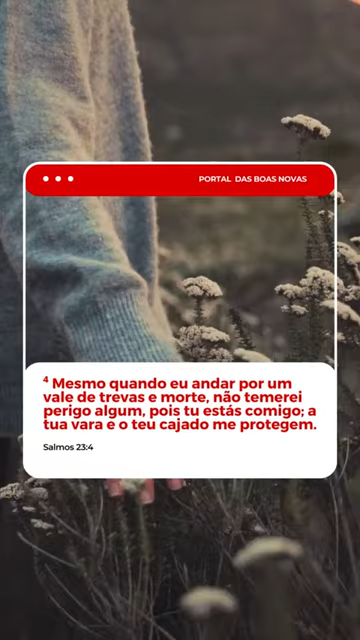 PORTAL DAS BOAS NOVAS
⁴ Mesmo quando eu andar por um
vale de trevas e morte, não temerei
perigo algum, pois tu estás comigo; a
tua vara e o teu cajado me protegem.
Salmos 23:4